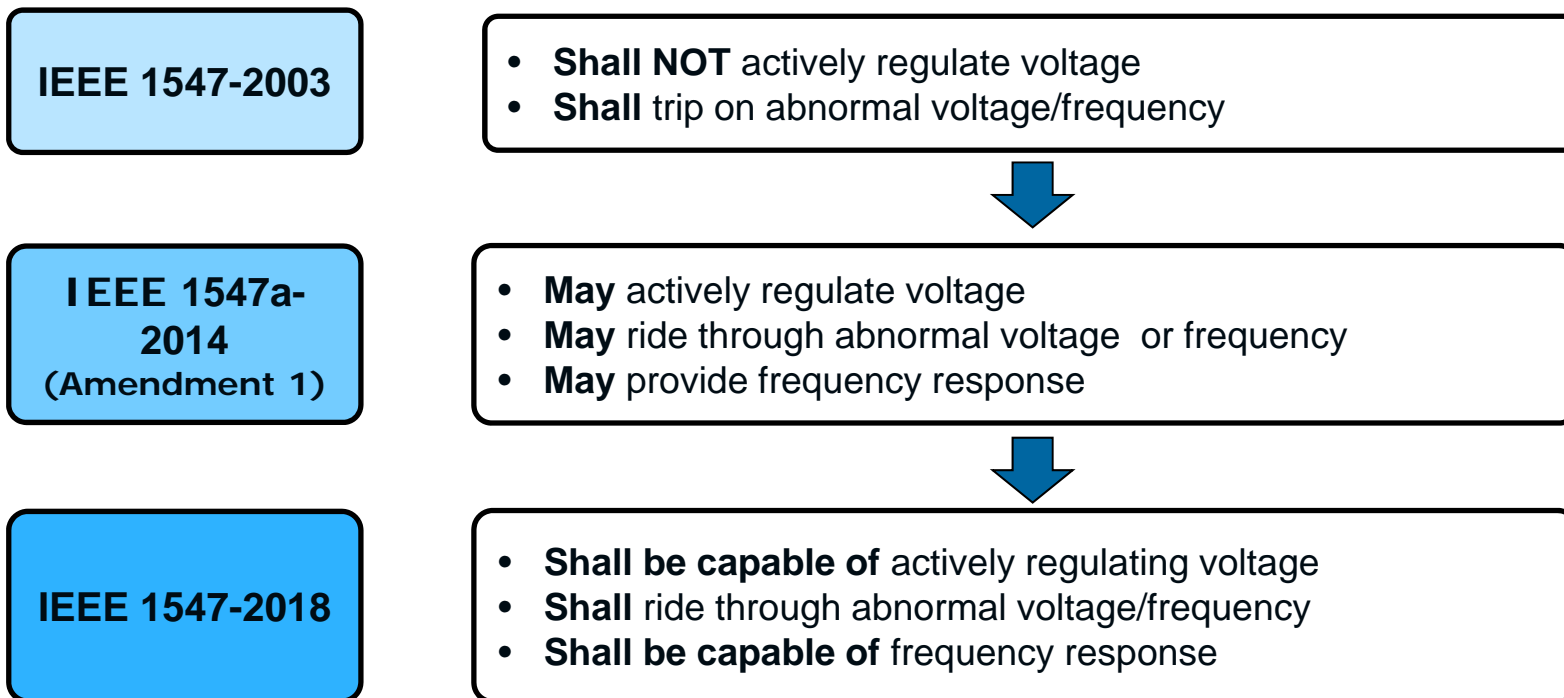 IEEE 1547-2003
• Shall NOT actively regulate voltage
• Shall trip on abnormal voltage/frequency
IEEE 1547a-
2014
(Amendment 1)
• May actively regulate voltage
• May ride through abnormal voltage or frequency
• May provide frequency response
IEEE 1547-2018
• Shall be capable of actively regulating voltage
• Shall ride through abnormal voltage/frequency
• Shall be capable of frequency response